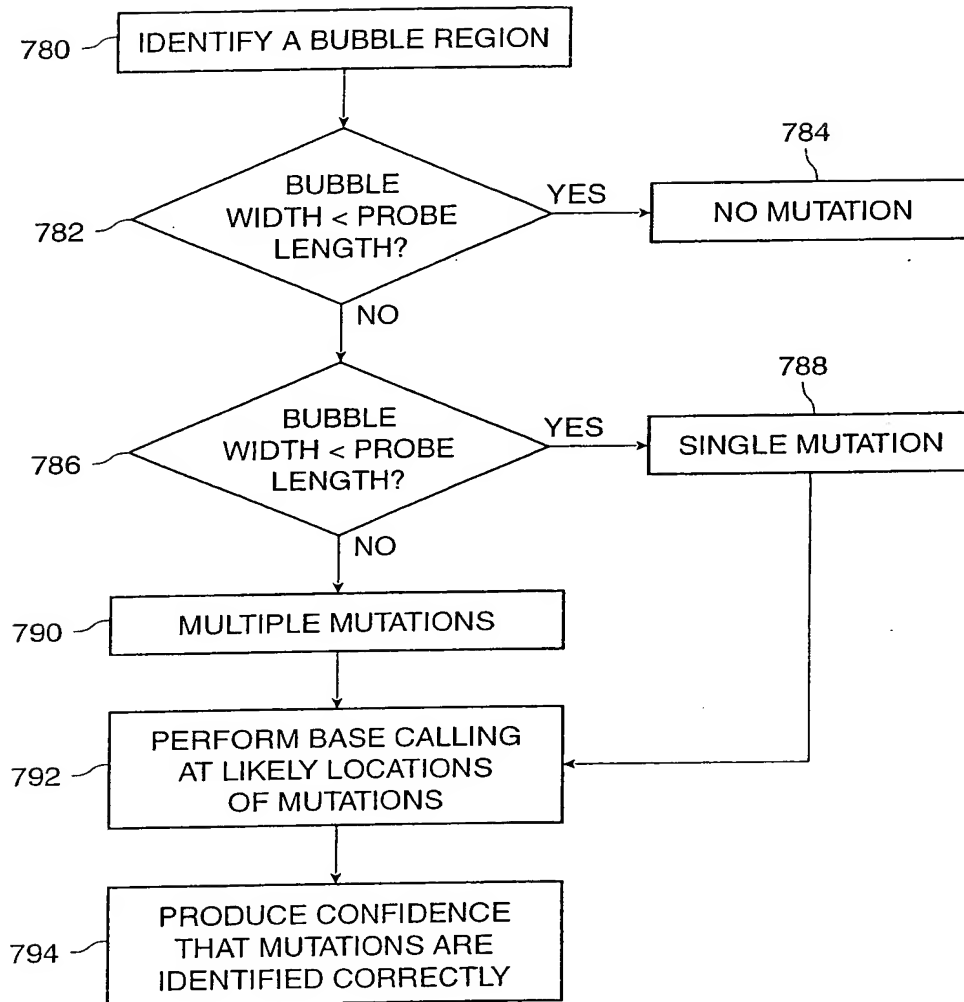 780
IDENTIFY A BUBBLE REGION
782
BUBBLE
WIDTH < PROBE
LENGTH?
YES
784
NO MUTATION
NO
786
BUBBLE
WIDTH < PROBE
LENGTH?
YES
788
SINGLE MUTATION
NO
790
MULTIPLE MUTATIONS
792
PERFORM BASE CALLING
AT LIKELY LOCATIONS
OF MUTATIONS
794
PRODUCE CONFIDENCE
THAT MUTATIONS ARE
IDENTIFIED CORRECTLY